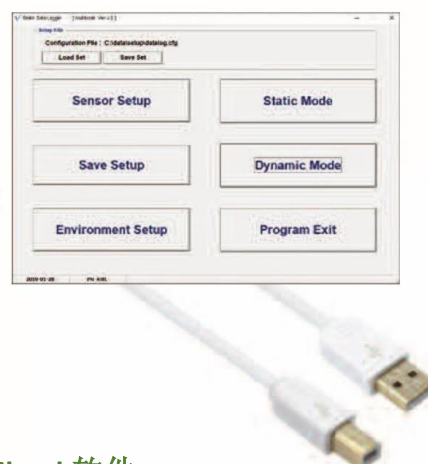 Configuration File : C:\data\setup\datalog.cfg
Load Set
Save Set
Sensor Setup
Static Mode
Save Setup
Dynamic Mode
Environment Setup
Program Exit
软件